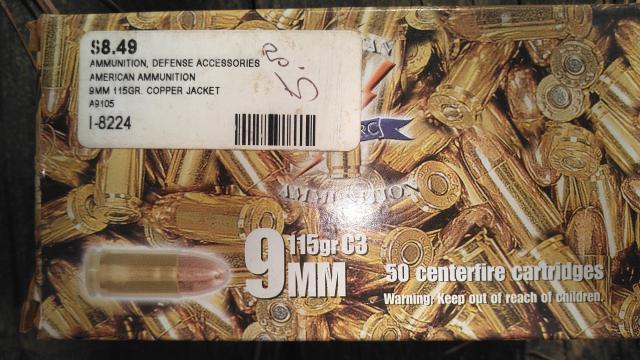 $8.49
AMMUNITION, DEFENSE ACCESSORIES
AMERICAN AMMUNITION
9MM 115GR. COPPER JACKET
A9105
I-8224
AMMUNITION
9MM
115gr C3
50 centerfire cartridges
Warning: Keep out of reach of children.